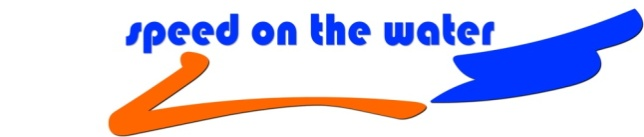 speed on the water